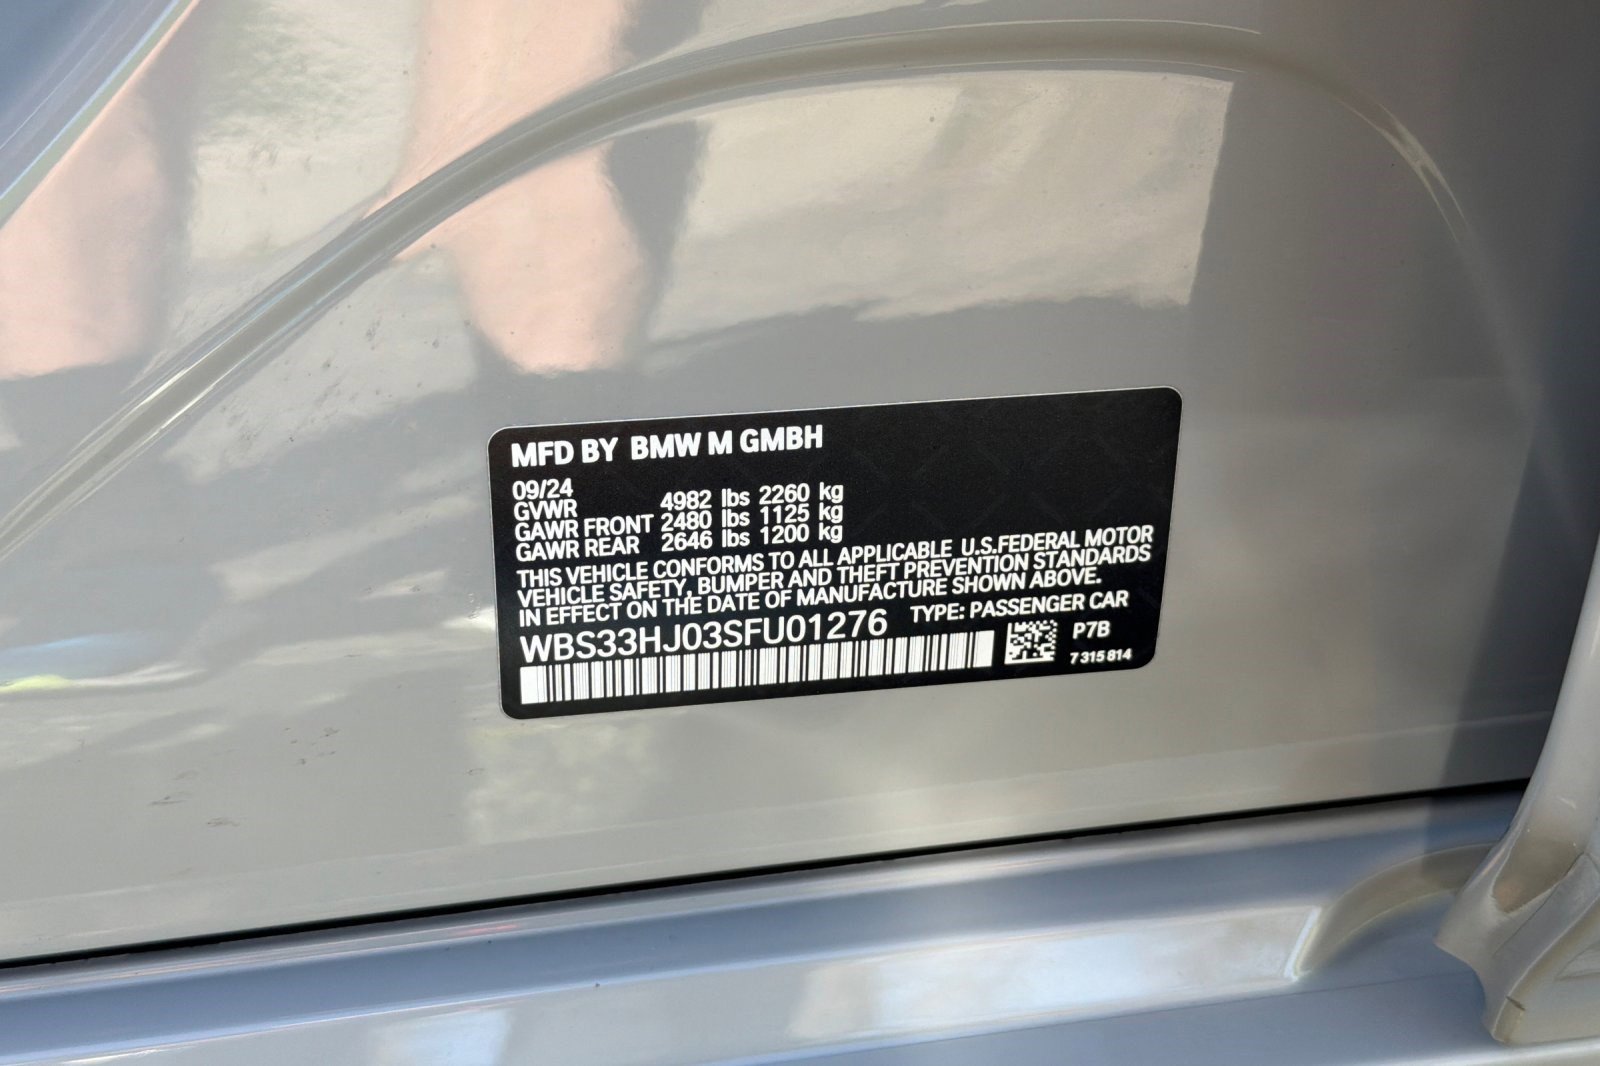 MFD BY BMW M GMBH
09/24
GVWR 4982 lbs 2260 kg
GAWR FRONT 2480 lbs 1125 kg
GAWR REAR 2646 lbs 1200 kg
THIS VEHICLE CONFORMS TO ALL APPLICABLE U.S.FEDERAL MOTOR
VEHICLE SAFETY, BUMPER AND THEFT PREVENTION STANDARDS
IN EFFECT ON THE DATE OF MANUFACTURE SHOWN ABOVE.
WBS33HJ03SFU01276 TYPE: PASSENGER CAR
P7B
7 315 814